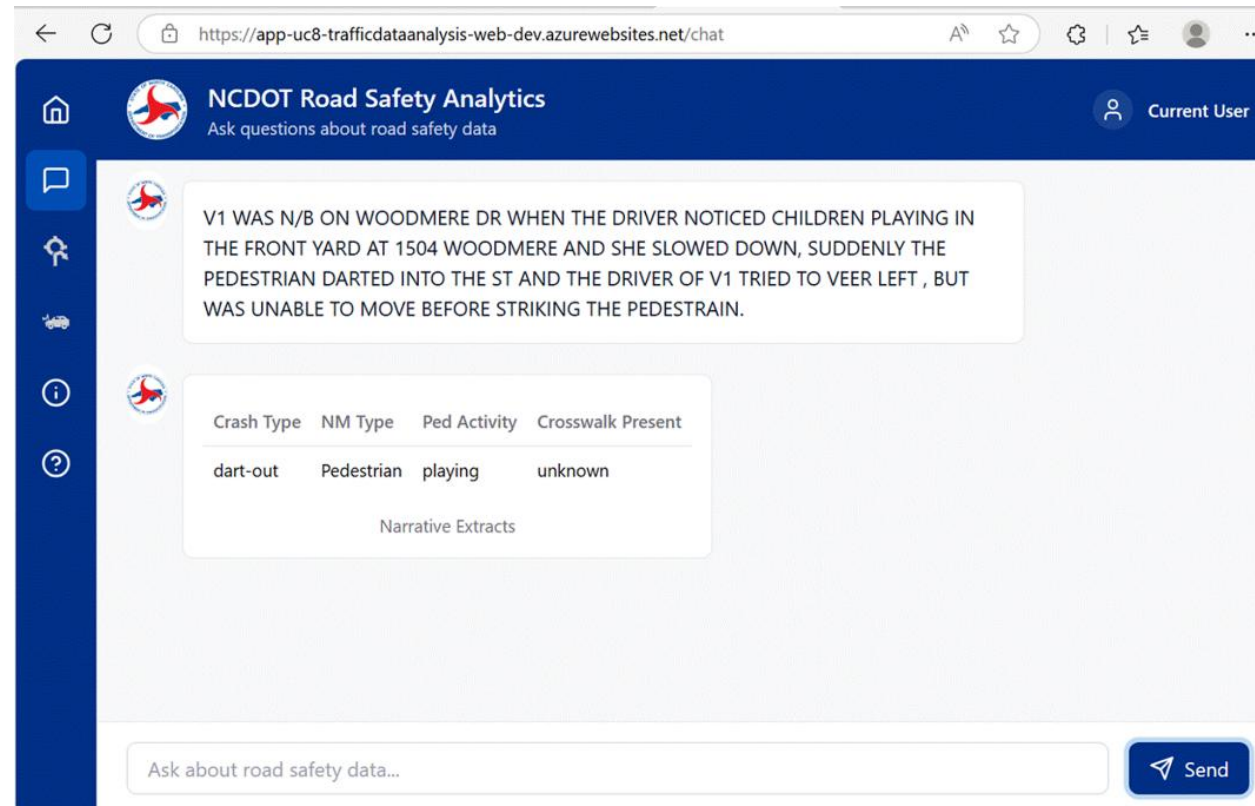 https://app-uc8-trafficdataanalysis-web-dev.azurewebsites.net/chat
NCDOT Road Safety Analytics
Ask questions about road safety data
Current User
V1 WAS N/B ON WOODMERE DR WHEN THE DRIVER NOTICED CHILDREN PLAYING IN
THE FRONT YARD AT 1504 WOODMERE AND SHE SLOWED DOWN, SUDDENLY THE
PEDESTRIAN DARTED INTO THE ST AND THE DRIVER OF V1 TRIED TO VEER LEFT , BUT
WAS UNABLE TO MOVE BEFORE STRIKING THE PEDESTRAIN.
Crash Type NM Type Ped Activity Crosswalk Present
dart-out Pedestrian playing unknown
Narrative Extracts
Ask about road safety data...
Send